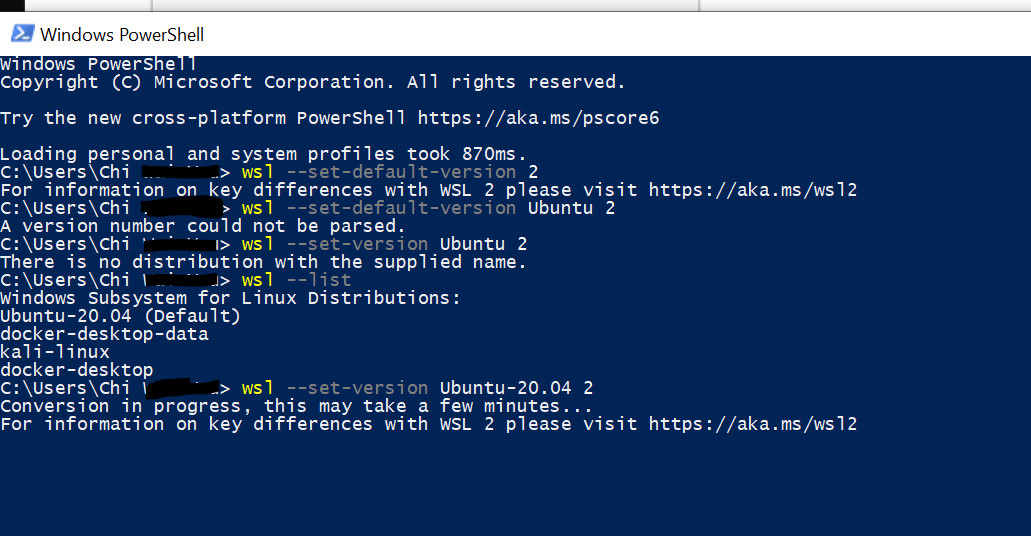 Windows PowerShell
Windows PowerShell
Copyright (C) Microsoft Corporation. All rights reserved.
Try the new cross-platform PowerShell https://aka.ms/pscore6
Loading personal and system profiles took 870ms.
C:\Users\Chi > wsl --set-default-version 2
For information on key differences with WSL 2 please visit https://aka.ms/wsl2
C:\Users\Chi > wsl --set-default-version Ubuntu 2
A version number could not be parsed.
C:\Users\Chi > wsl --set-version Ubuntu 2
There is no distribution with the supplied name.
C:\Users\Chi > wsl --list
Windows Subsystem for Linux Distributions:
Ubuntu-20.04 (Default)
docker-desktop-data
kali-linux
docker-desktop
C:\Users\Chi > wsl --set-version Ubuntu-20.04 2
Conversion in progress, this may take a few minutes...
For information on key differences with WSL 2 please visit https://aka.ms/wsl2